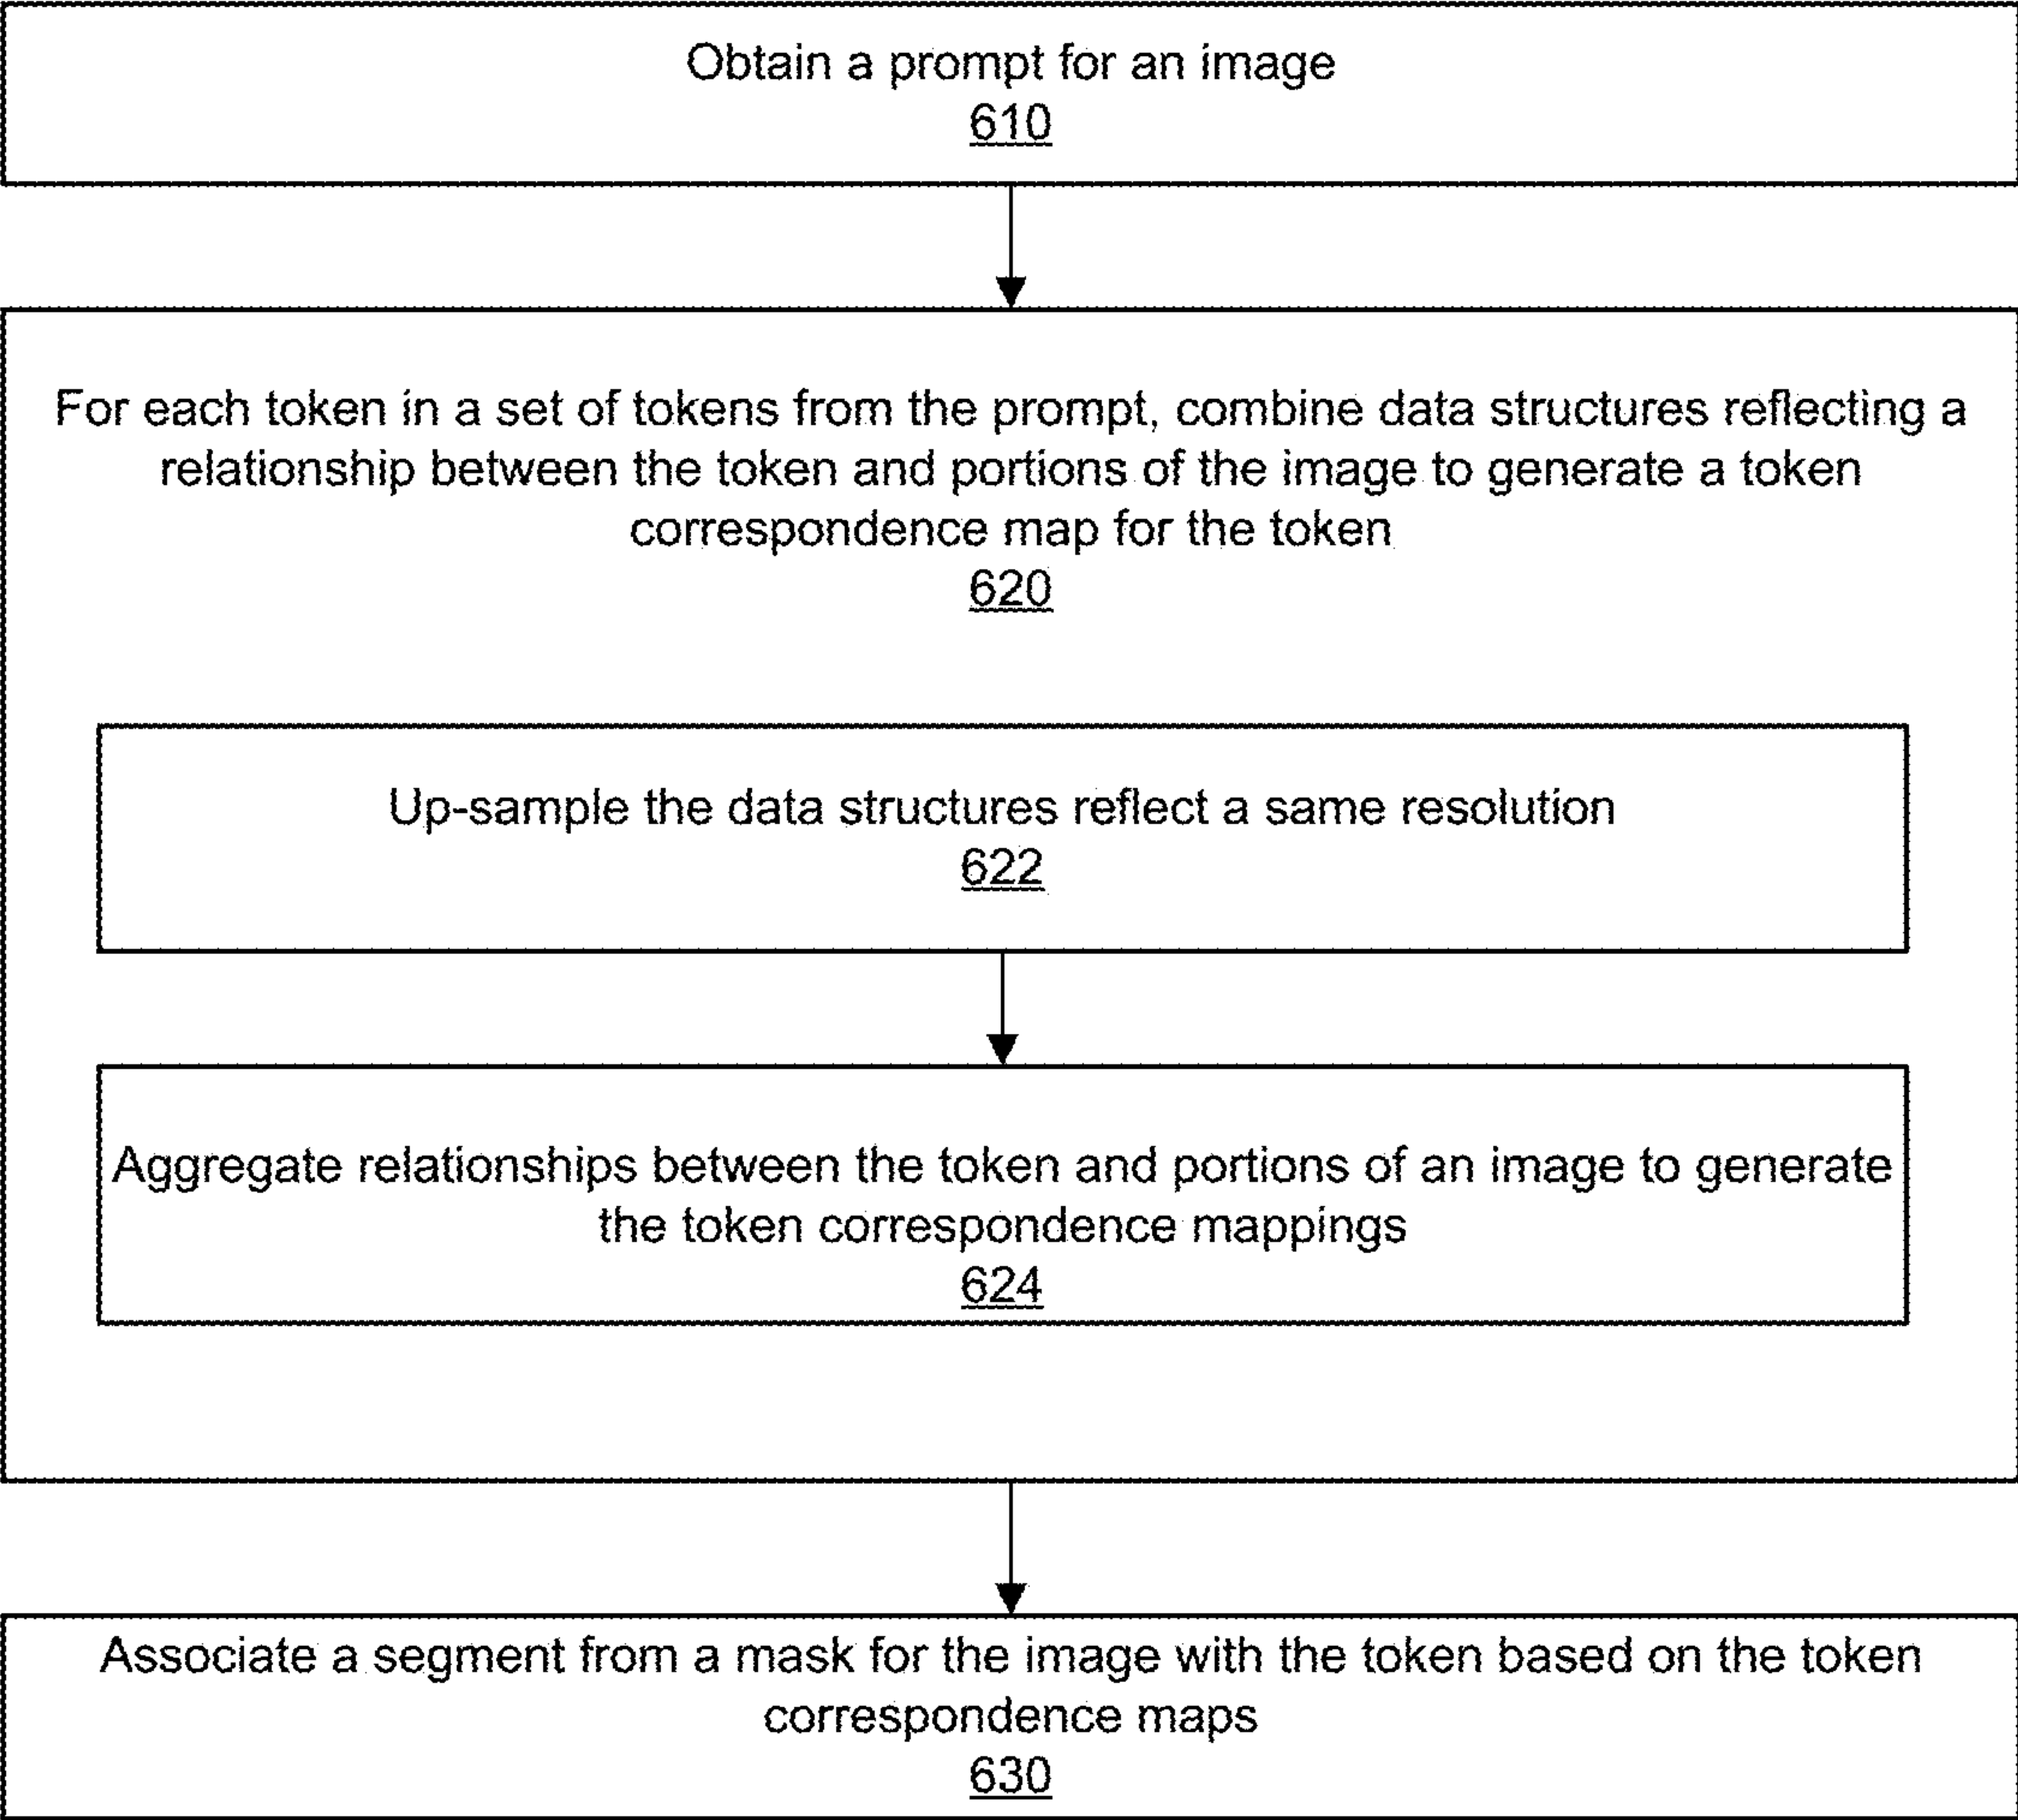 Obtain a prompt for an image
610
For each token in a set of tokens from the prompt, combine data structures reflecting a
relationship between the token and portions of the image to generate a token
correspondence map for the token
620
Up-sample the data structures reflect a same resolution
622
Aggregate relationships between the token and portions of an image to generate
the token correspondence mappings
624
Associate a segment from a mask for the image with the token based on the token
correspondence maps
630